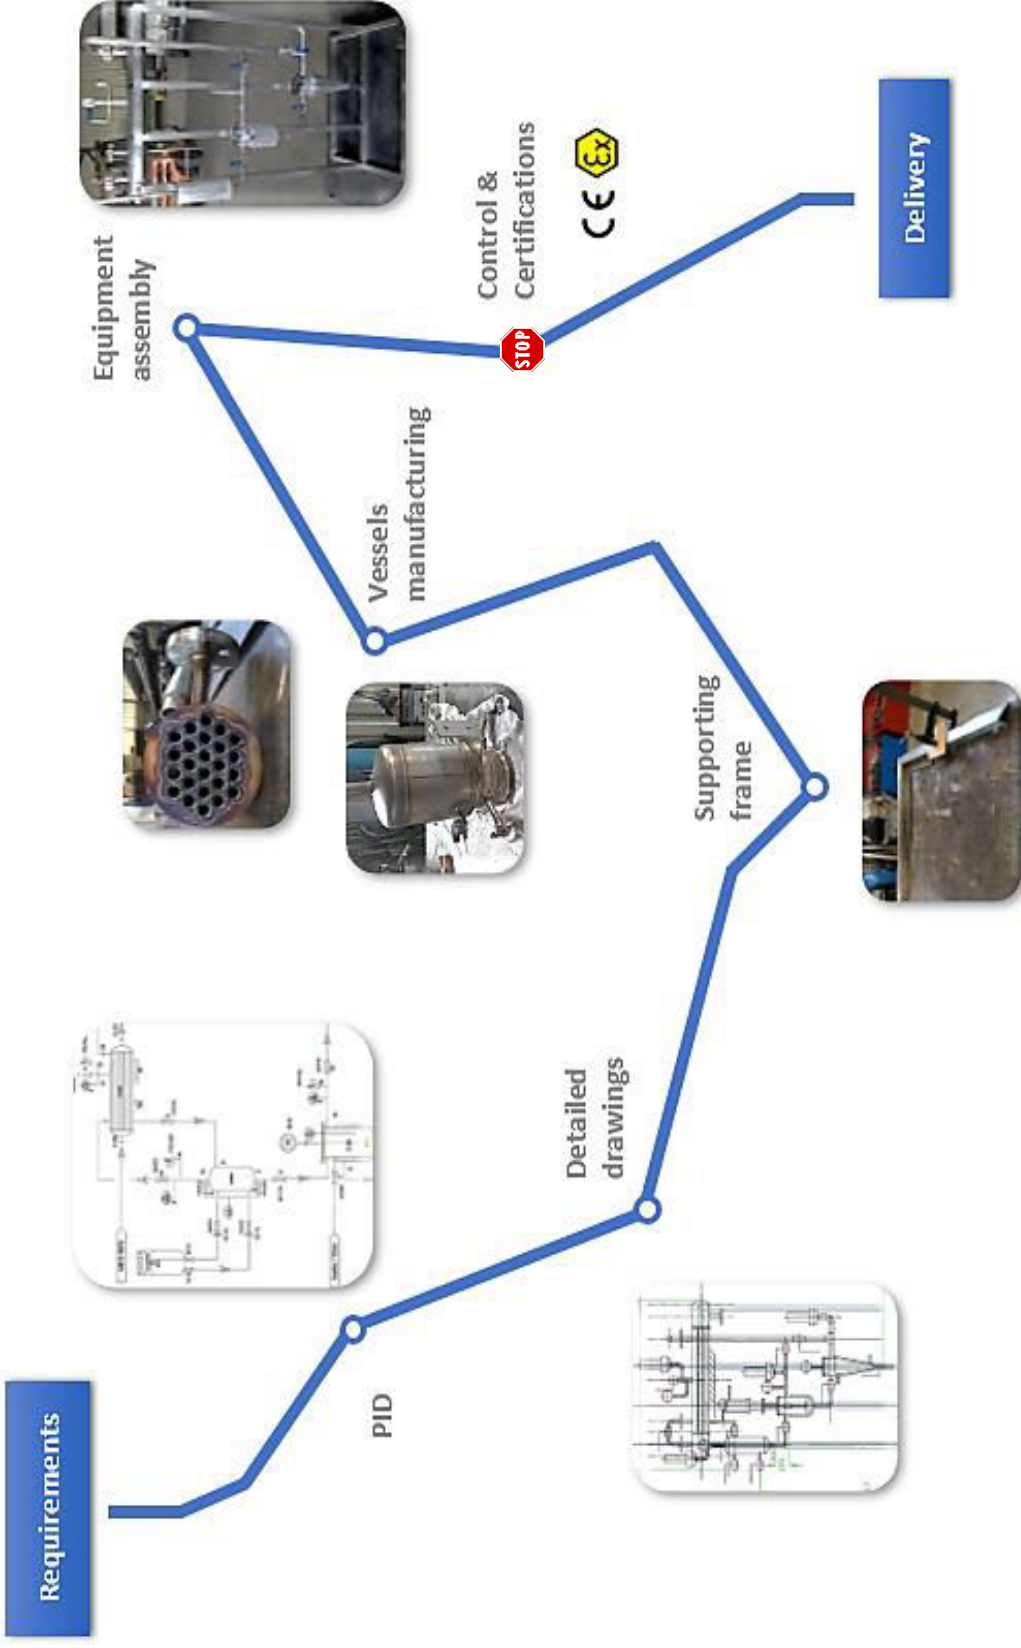 Requirements
PID
Detailed
drawings
Supporting
frame
Vessels
manufacturing
Equipment
assembly
STOP
Control &
Certifications
CE Ex
Delivery